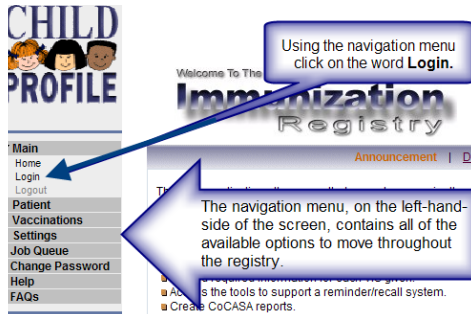 CHILD
PROFILE
Using the navigation menu
click on the word Login.
Welcome To The
Immunization
Registry
Announcement | D
Main
Home
Login
Logout
Patient
Vaccinations
Settings
Job Queue
Change Password
Help
FAQs
The navigation menu, on the left-hand-
side of the screen, contains all of the
available options to move throughout
the registry.
the tools to support a reminder/recall system.
Create CoCASA reports.